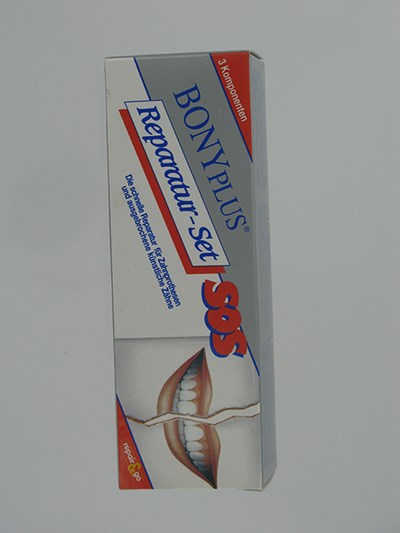 3 Komponenten
BONYPLUS®
Reparatur-Set
Die schnelle Reparatur für Zahnprothesen
und ausgebrochene künstliche Zähne
SOS
repair&go